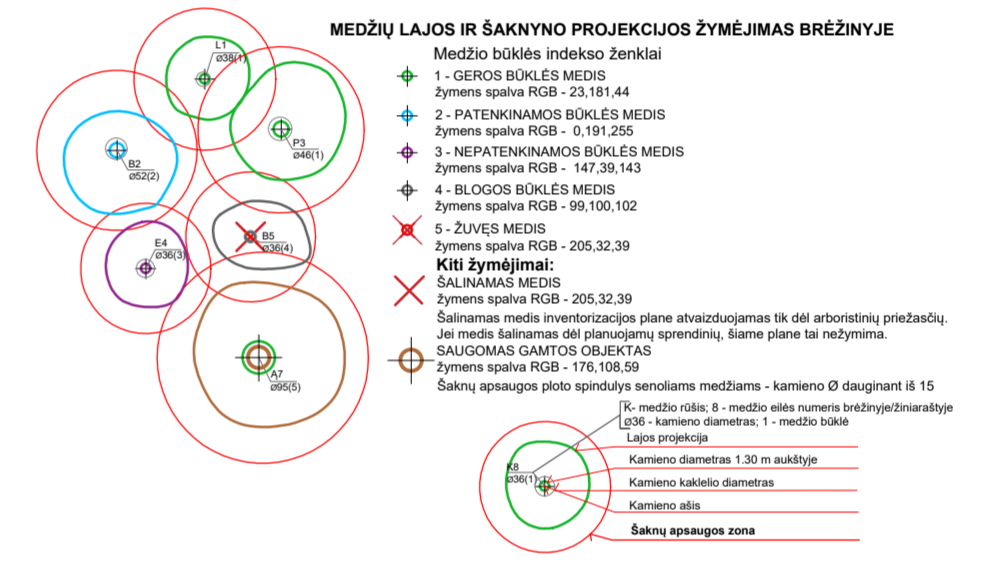 MEDŽIŲ LAJOS IR ŠAKNYNO PROJEKCIJOS ŽYMĖJIMAS BRĖŽINYJE
Medžio būklės indekso ženklai
1 - GEROS BŪKLĖS MEDIS
žymens spalva RGB - 23,181,44
2 - PATENKINAMOS BŪKLĖS MEDIS
žymens spalva RGB - 0,191,255
3 - NEPATENKINAMOS BŪKLĖS MEDIS
žymens spalva RGB - 147,39,143
4 - BLOGOS BŪKLĖS MEDIS
žymens spalva RGB - 99,100,102
5 - ŽUVĘS MEDIS
žymens spalva RGB - 205,32,39
Kiti žymėjimai:
ŠALINAMAS MEDIS
žymens spalva RGB - 205,32,39
Šalinamas medis inventorizacijos plane atvaizduojamas tik dėl arboristinių priežasčių.
Jei medis šalinamas dėl planuojamų sprendinių, šiame plane tai nežymima.
SAUGOMAS GAMTOS OBJEKTAS
žymens spalva RGB - 176,108,59
Šaknų apsaugos ploto spindulys senoliams medžiams - kamieno Ø dauginant iš 15
L1
ø38(1)
P3
ø46(1)
B2
ø52(2)
B5
ø36(4)
E4
ø36(3)
A7
ø95(5)
K- medžio rūšis; 8 - medžio eilės numeris brėžinyje/žiniaraštyje
ø36 - kamieno diametras; 1 - medžio būklė
Lajos projekcija
Kamieno diametras 1.30 m aukštyje
K8
ø36(1)
Kamieno kaklelio diametras
Kamieno ašis
Šaknų apsaugos zona